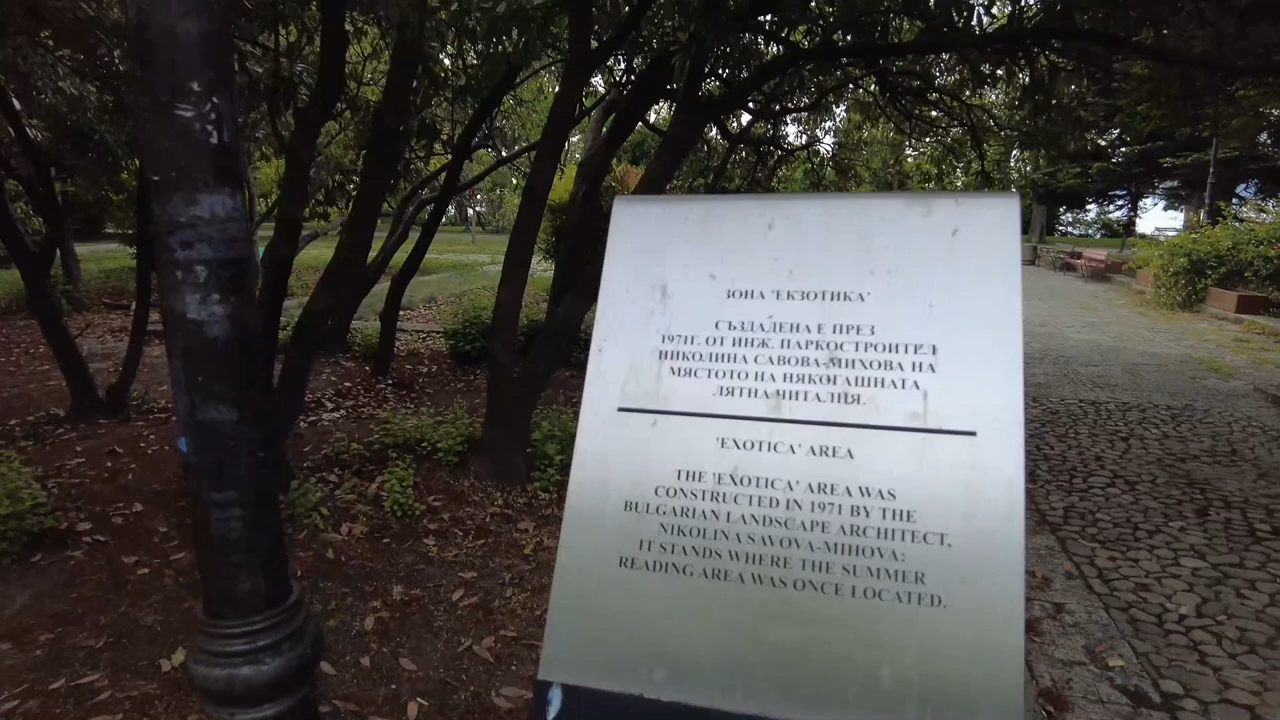 ЗОНА 'ЕКЗОТИКА'
СЪЗДАДЕНА Е ПРЕЗ
1971Г. ОТ ИНЖ. ПАРКОСТРОИТЕЛ
НИКОЛИНА САВОВА-МИХОВА НА
МЯСТОТО НА НЯКОГАШНАТА
ЛЯТНА ЧИТАЛНЯ.
'EXOTICA' AREA
THE 'EXOTICA' AREA WAS
CONSTRUCTED IN 1971 BY THE
BULGARIAN LANDSCAPE ARCHITECT,
NIKOLINA SAVOVA-MIHOVA:
IT STANDS WHERE THE SUMMER
READING AREA WAS ONCE LOCATED.